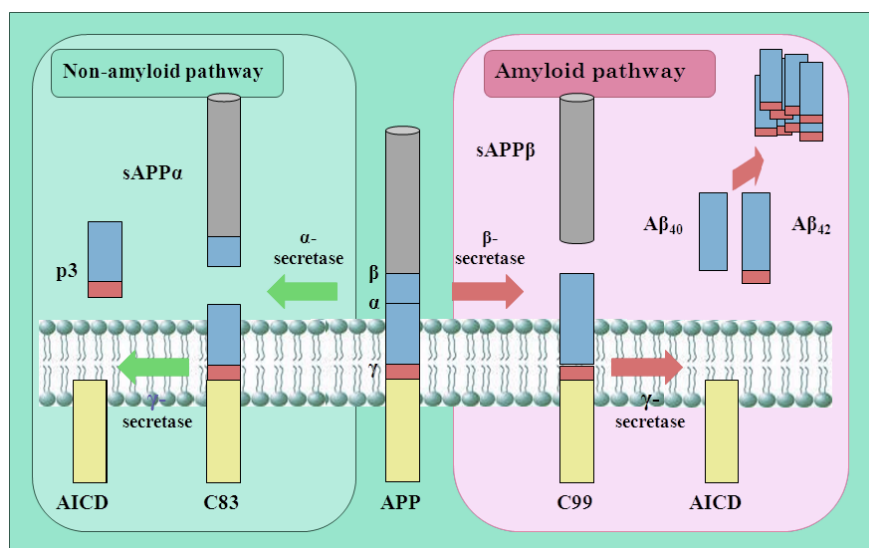 Non-amyloid pathway
Amyloid pathway
sAPPα
sAPPβ
p3
α-
secretase
β
α
γ
β-
secretase
Aβ₄₀
Aβ₄₂
γ-
secretase
γ-
secretase
AICD
C83
APP
C99
AICD